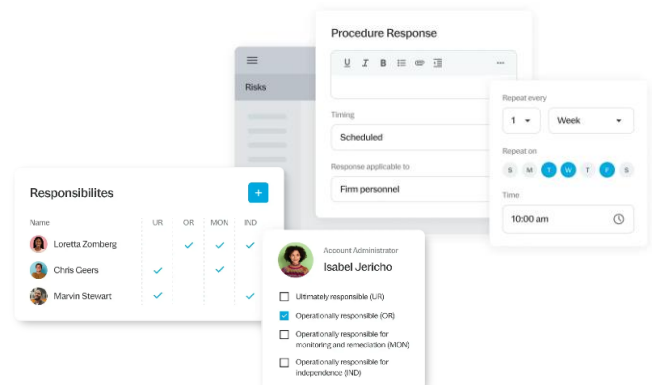 Procedure Response
U I B
Timing
Scheduled
Response applicable to
Firm personnel
Risks
Repeat every
1 Week
Repeat on
S M T W T F S
Time
10:00 am
Responsibilites
+
Name UR OR MON IND
Loretta Zomberg
Chris Geers
Marvin Stewart
Account Administrator
Isabel Jericho
Ultimately responsible (UR)
Operationally responsible (OR)
Operationally responsible for
monitoring and remeciation (MON)
Operationally responsible for
independence (IND)